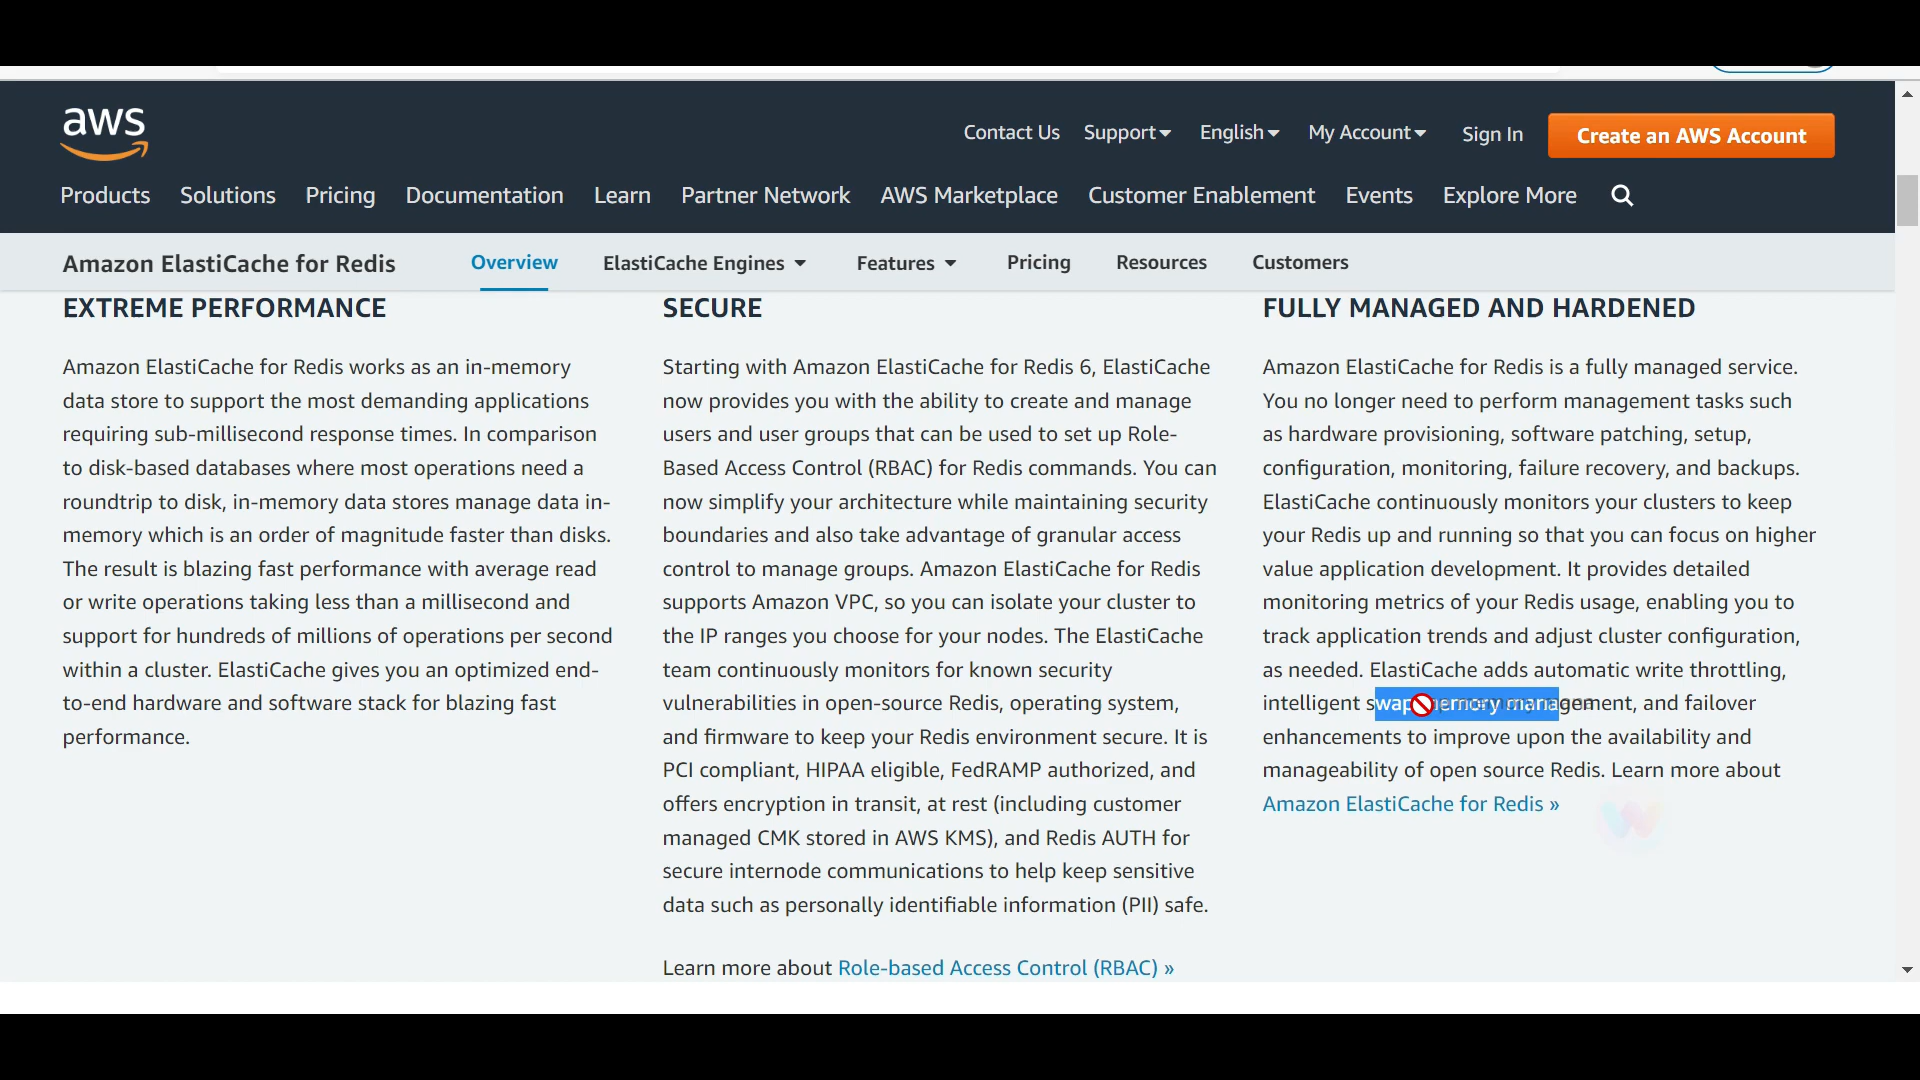 aws
Contact Us Support English My Account Sign In Create an AWS Account
Products Solutions Pricing Documentation Learn Partner Network AWS Marketplace Customer Enablement Events Explore More
Amazon ElastiCache for Redis Overview ElastiCache Engines Features Pricing Resources Customers
EXTREME PERFORMANCE
Amazon ElastiCache for Redis works as an in-memory
data store to support the most demanding applications
requiring sub-millisecond response times. In comparison
to disk-based databases where most operations need a
roundtrip to disk, in-memory data stores manage data in-
memory which is an order of magnitude faster than disks.
The result is blazing fast performance with average read
or write operations taking less than a millisecond and
support for hundreds of millions of operations per second
within a cluster. ElastiCache gives you an optimized end-
to-end hardware and software stack for blazing fast
performance.
SECURE
Starting with Amazon ElastiCache for Redis 6, ElastiCache
now provides you with the ability to create and manage
users and user groups that can be used to set up Role-
Based Access Control (RBAC) for Redis commands. You can
now simplify your architecture while maintaining security
boundaries and also take advantage of granular access
control to manage groups. Amazon ElastiCache for Redis
supports Amazon VPC, so you can isolate your cluster to
the IP ranges you choose for your nodes. The ElastiCache
team continuously monitors for known security
vulnerabilities in open-source Redis, operating system,
and firmware to keep your Redis environment secure. It is
PCI compliant, HIPAA eligible, FedRAMP authorized, and
offers encryption in transit, at rest (including customer
managed CMK stored in AWS KMS), and Redis AUTH for
secure internode communications to help keep sensitive
data such as personally identifiable information (PII) safe.
Learn more about Role-based Access Control (RBAC) »
FULLY MANAGED AND HARDENED
Amazon ElastiCache for Redis is a fully managed service.
You no longer need to perform management tasks such
as hardware provisioning, software patching, setup,
configuration, monitoring, failure recovery, and backups.
ElastiCache continuously monitors your clusters to keep
your Redis up and running so that you can focus on higher
value application development. It provides detailed
monitoring metrics of your Redis usage, enabling you to
track application trends and adjust cluster configuration,
as needed. ElastiCache adds automatic write throttling,
intelligent swap memory management, and failover
enhancements to improve upon the availability and
manageability of open source Redis. Learn more about
Amazon ElastiCache for Redis »